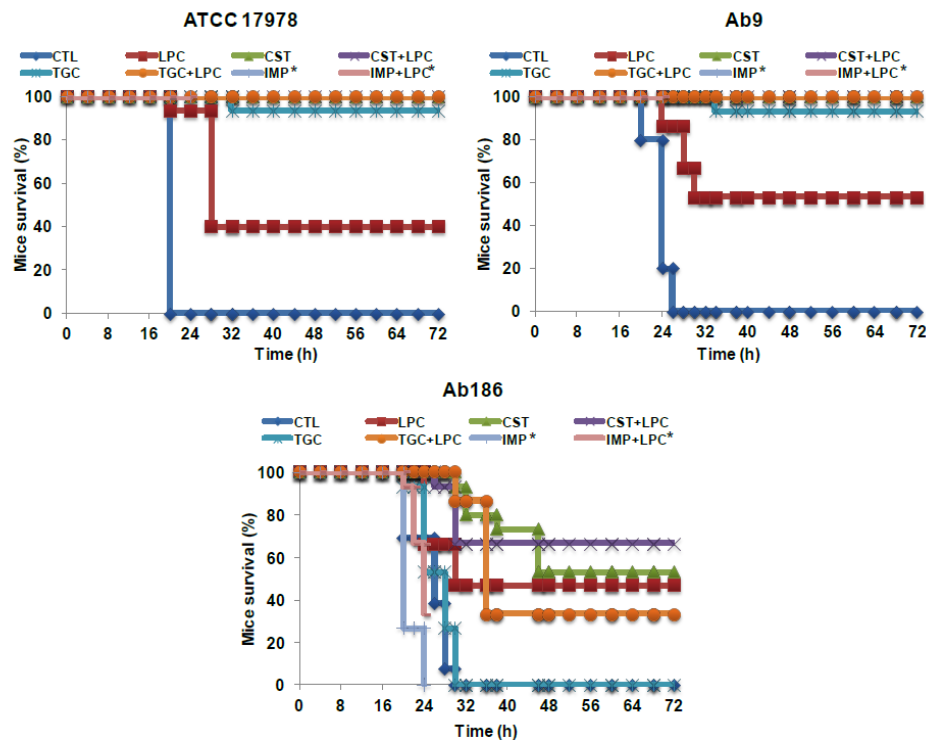 ATCC 17978
CTL LPC CST CST+LPC
TGC TGC+LPC IMP* IMP+LPC*
Mice survival (%)
100
80
60
40
20
0
0 8 16 24 32 40 48 56 64 72
Time (h)
Ab9
CTL LPC CST CST+LPC
TGC TGC+LPC IMP* IMP+LPC*
Mice survival (%)
100
80
60
40
20
0
0 8 16 24 32 40 48 56 64 72
Time (h)
Ab186
CTL LPC CST CST+LPC
TGC TGC+LPC IMP* IMP+LPC*
Mice survival (%)
100
80
60
40
20
0
0 8 16 24 32 40 48 56 64 72
Time (h)